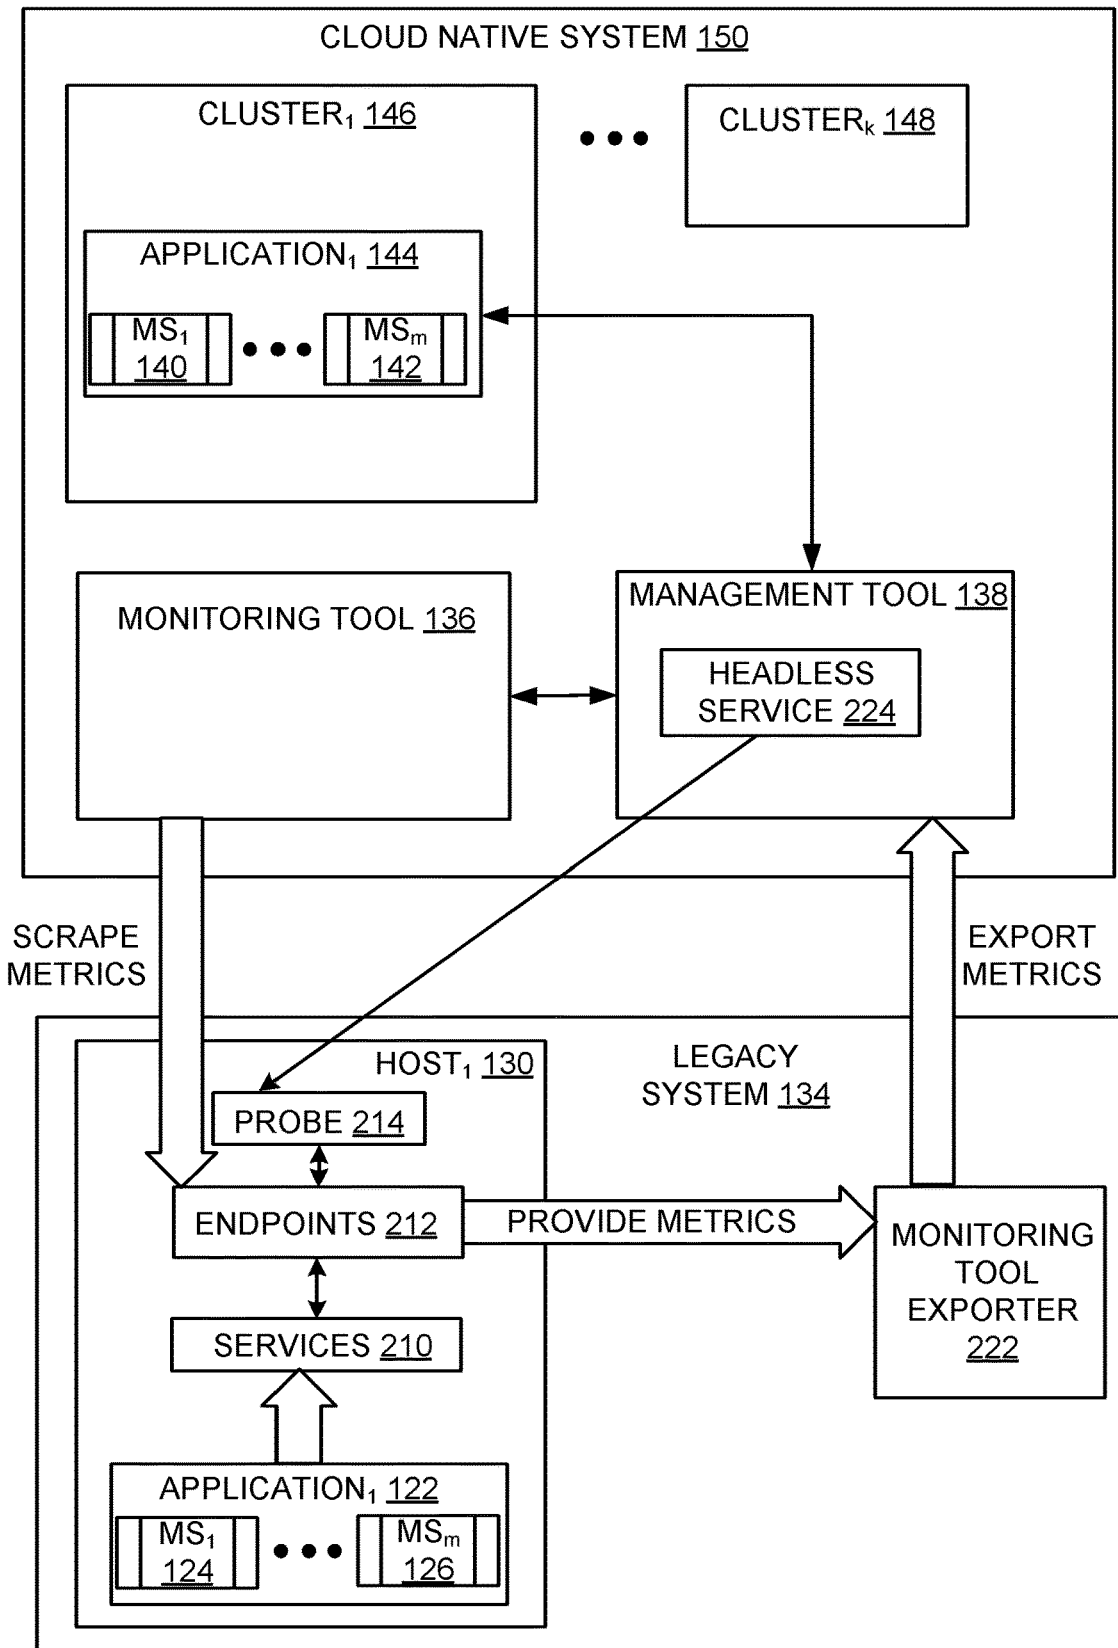 CLOUD NATIVE SYSTEM 150
CLUSTER₁ 146
CLUSTERₖ 148
APPLICATION₁ 144
MS₁
140
MSₘ
142
MONITORING TOOL 136
MANAGEMENT TOOL 138
HEADLESS
SERVICE 224
SCRAPE
METRICS
EXPORT
METRICS
HOST₁ 130
LEGACY
SYSTEM 134
PROBE 214
ENDPOINTS 212
PROVIDE METRICS
MONITORING
TOOL
EXPORTER
222
SERVICES 210
APPLICATION₁ 122
MS₁
124
MSₘ
126